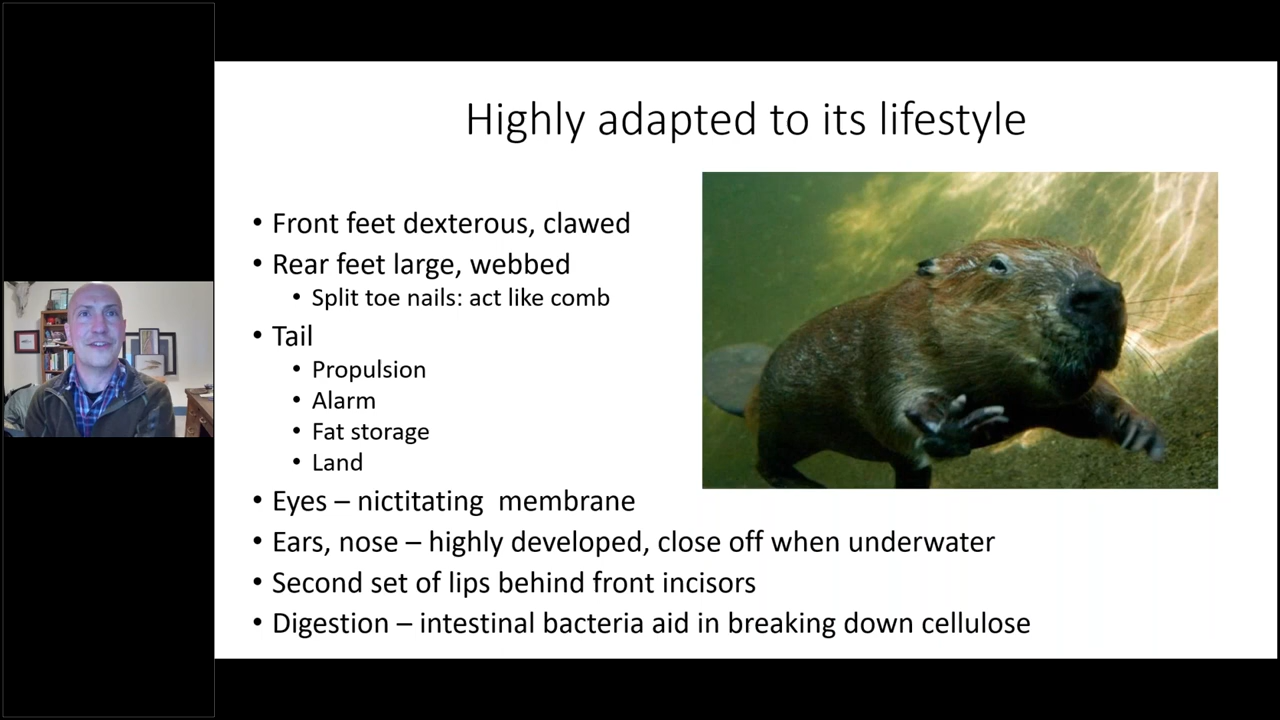 Highly adapted to its lifestyle
• Front feet dexterous, clawed
• Rear feet large, webbed
• Split toe nails: act like comb
• Tail
• Propulsion
• Alarm
• Fat storage
• Land
• Eyes – nictitating  membrane
• Ears, nose – highly developed, close off when underwater
• Second set of lips behind front incisors
• Digestion – intestinal bacteria aid in breaking down cellulose